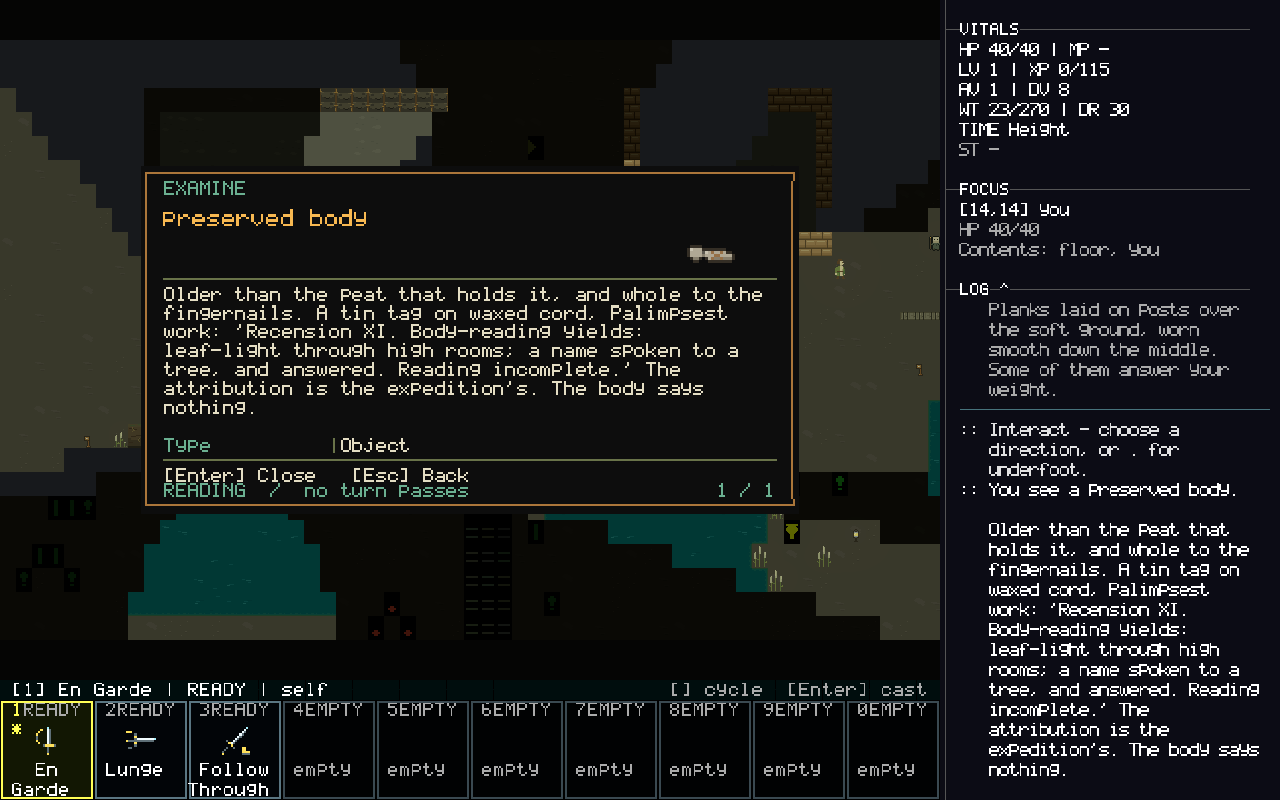 EXAMINE
Preserved body
Older than the Peat that holds it, and whole to the
fingernails. A tin tag on waxed cord, Palimpsest
work: 'Recension XI. Body-reading yields:
leaf-light through high rooms; a name spoken to a
tree, and answered. Reading incomplete.' The
attribution is the expedition's. The body says
nothing.
Type |Object
[Enter] Close [Esc] Back
READING / no turn passes 1 / 1
[1] En Garde | READY | self [] cycle [Enter] cast
1READY 2READY 3READY 4EMPTY 5EMPTY 6EMPTY 7EMPTY 8EMPTY 9EMPTY 0EMPTY
*
En Garde Lunge Follow Through empty empty empty empty empty empty empty
VITALS
HP 40/40 | MP -
LV 1 | XP 0/115
AV 1 | DV 8
WT 23/270 | DR 30
TIME Height
ST -
FOCUS
[14,14] You
HP 40/40
Contents: floor, you
LOG ^
Planks laid on posts over
the soft ground, worn
smooth down the middle.
Some of them answer your
weight.
:: Interact - choose a
direction, or . for
underfoot.
:: You see a Preserved body.
Older than the Peat that
holds it, and whole to the
fingernails. A tin tag on
waxed cord, Palimpsest
work: 'Recension XI.
Body-reading yields:
leaf-light through high
rooms; a name spoken to a
tree, and answered. Reading
incomplete.' The
attribution is the
expedition's. The body says
nothing.